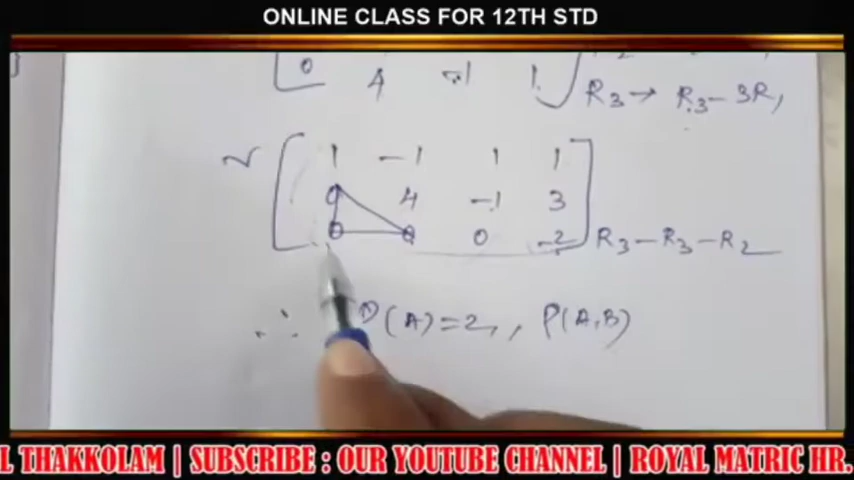 ONLINE CLASS FOR 12TH STD
0 4 -1 1
R3 → R3 - 3R1
~ [ 1 -1 1 1
0 4 -1 3
0 0 0 -2 ] R3 - R3 - R2
∴ P(A) = 2, P(A,B)
L THAKKOLAM | SUBSCRIBE : OUR YOUTUBE CHANNEL | ROYAL MATRIC HR.